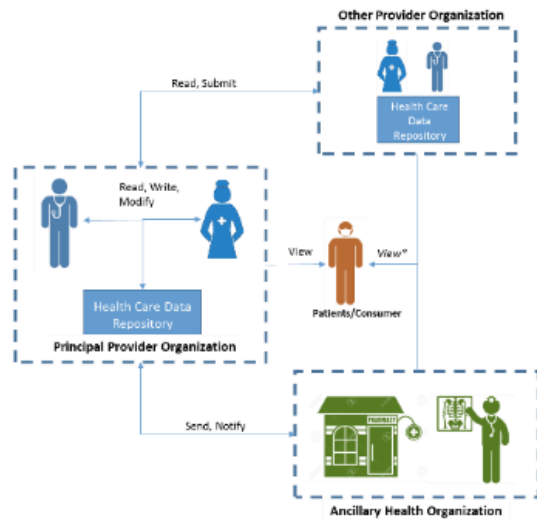 Other Provider Organization
Read, Submit
Health Care
Data
Repository
Read, Write,
Modify
View
View*
Health Care Data
Repository
Patients/Consumer
Principal Provider Organization
Send, Notify
PHARMACY
Ancillary Health Organization